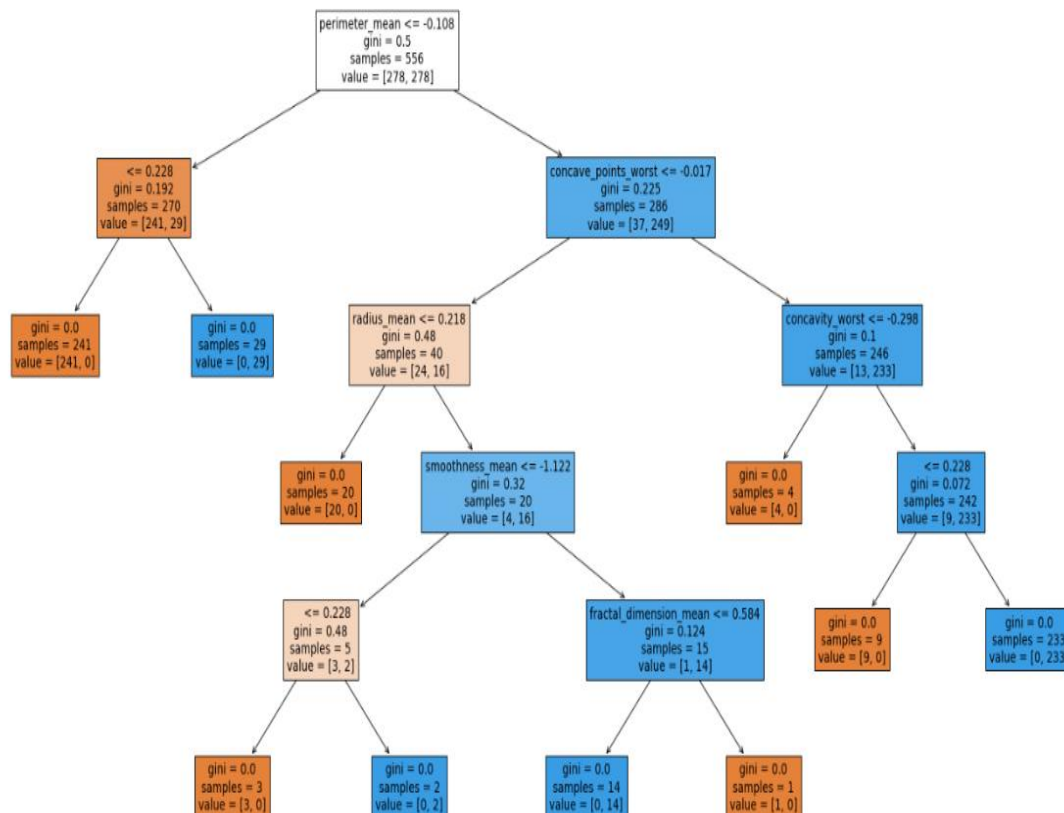 perimeter_mean <= -0.108
gini = 0.5
samples = 556
value = [278, 278]
<= 0.228
gini = 0.192
samples = 270
value = [241, 29]
concave_points_worst <= -0.017
gini = 0.225
samples = 286
value = [37, 249]
gini = 0.0
samples = 241
value = [241, 0]
gini = 0.0
samples = 29
value = [0, 29]
radius_mean <= 0.218
gini = 0.48
samples = 40
value = [24, 16]
concavity_worst <= -0.298
gini = 0.1
samples = 246
value = [13, 233]
gini = 0.0
samples = 20
value = [20, 0]
smoothness_mean <= -1.122
gini = 0.32
samples = 20
value = [4, 16]
gini = 0.0
samples = 4
value = [4, 0]
<= 0.228
gini = 0.072
samples = 242
value = [9, 233]
<= 0.228
gini = 0.48
samples = 5
value = [3, 2]
fractal_dimension_mean <= 0.584
gini = 0.124
samples = 15
value = [1, 14]
gini = 0.0
samples = 9
value = [9, 0]
gini = 0.0
samples = 233
value = [0, 233]
gini = 0.0
samples = 3
value = [3, 0]
gini = 0.0
samples = 2
value = [0, 2]
gini = 0.0
samples = 14
value = [0, 14]
gini = 0.0
samples = 1
value = [1, 0]